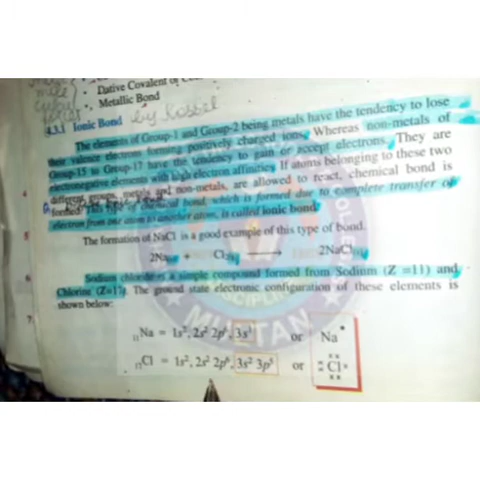 Dative Covalent or
• Metallic Bond
4.3.1 Ionic Bond by
The elements of Group-1 and Group-2 being metals have the tendency to lose
their valence electrons forming positively charged ions. Whereas non-metals of
Group-15 to Group-17 have the tendency to gain or accept electrons. They are
electronegative elements with high electron affinities. If atoms belonging to these two
different groups, metals and non-metals, are allowed to react, chemical bond is
formed. This type of chemical bond, which is formed due to complete transfer of
electron from one atom to another atom, is called ionic bond.
The formation of NaCl is a good example of this type of bond.
2Na(s) + Cl2(g) ⟶ 2NaCl(s)
Sodium chloride is a simple compound formed from Sodium (Z =11) and
Chlorine (Z=17). The ground state electronic configuration of these elements is
shown below:
₁₁Na = 1s², 2s² 2p⁶, 3s¹ or Na
₁₇Cl = 1s², 2s² 2p⁶, 3s² 3p⁵ or Cl
MULTAN